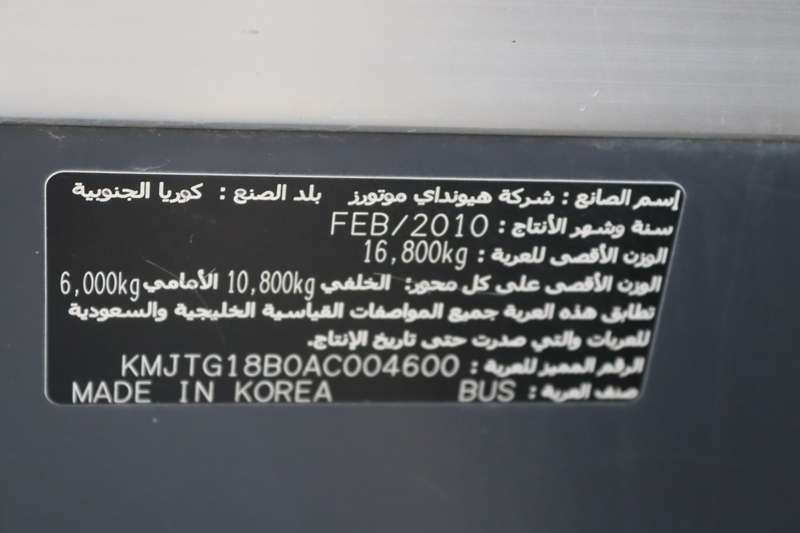 إسم الصانع : شركة هيونداي موتورز بلد الصنع : كوريا الجنوبية
سنة وشهر الأنتاج : FEB/2010
الوزن الأقصى للعربة : 16,800kg
الوزن الأقصى على كل محور: الخلفي 10,800kg الأمامي 6,000kg
تطابق هذه العربة جميع المواصفات القياسية الخليجية والسعودية
للعربات والتي صدرت حتى تاريخ الإنتاج.
الرقم المميز للعربة : KMJTG18B0AC004600
صنف العربة : BUS MADE IN KOREA